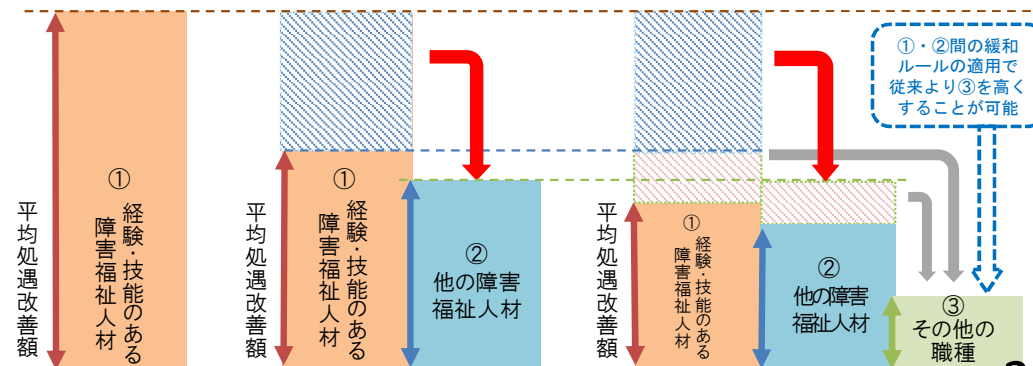 平均処遇改善額
①
経験・技能のある
障害福祉人材
平均処遇改善額
①
経験・技能のある
障害福祉人材
②
他の障害
福祉人材
平均処遇改善額
①
経験・技能のある
障害福祉人材
②
他の障害
福祉人材
③
その他の
職種
①・②間の緩和
ルールの適用で
従来より③を高く
することが可能